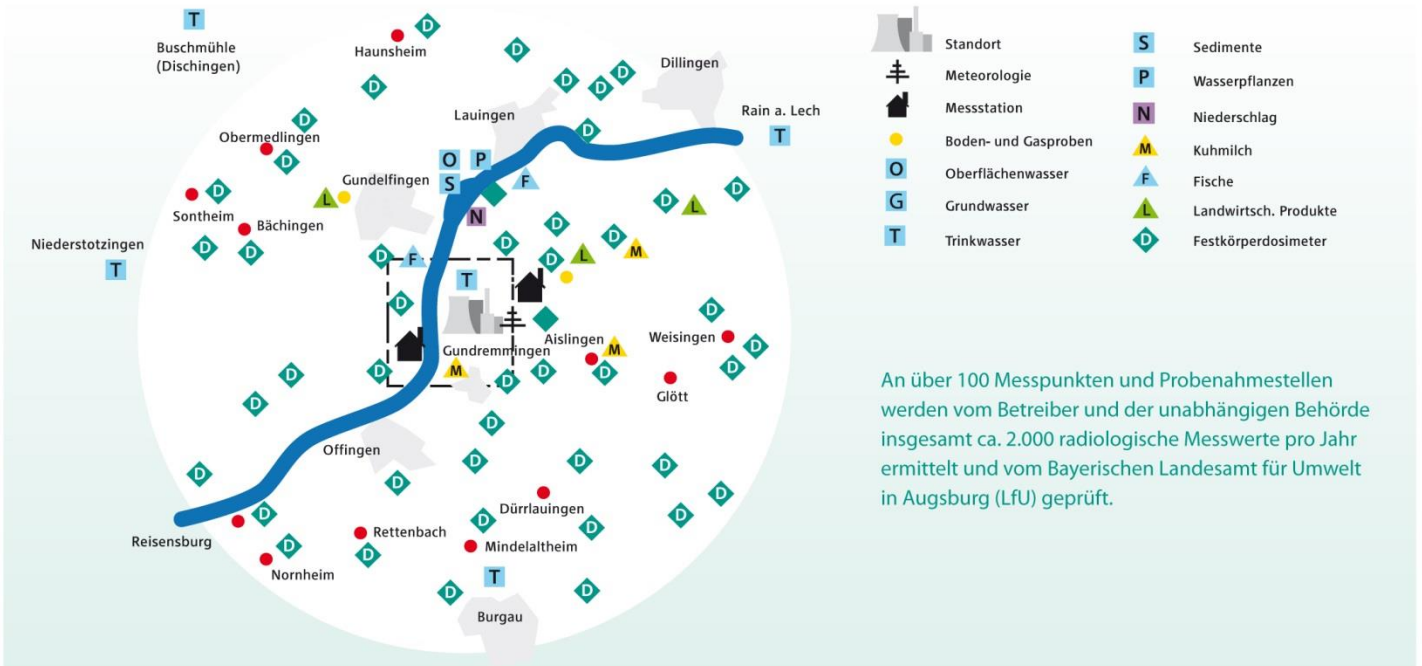 T
Buschmühle
(Dischingen)
Haunsheim
D
D
Dillingen
D
D
D
D
Lauingen
Rain a. Lech
T
D
Obermedlingen
D
D
O
P
S
F
Gundelfingen
L
Sontheim
D
Bächingen
N
D
L
D
D
D
D
M
D
D
L
D
D
Niederstotzingen
T
D
F
T
D
D
Weisingen
D
D
Aislingen
M
D
Glött
Gundremmingen
M
D
D
D
D
D
D
Offingen
D
D
D
D
D
D
D
D
Dürrlauingen
D
D
D
Reisensburg
D
Rettenbach
D
Mindelaltheim
D
Nornheim
T
D
D
Burgau
Standort
Meteorologie
Messstation
Boden- und Gasproben
O
Oberflächenwasser
G
Grundwasser
T
Trinkwasser
S
Sedimente
P
Wasserpflanzen
N
Niederschlag
M
Kuhmilch
F
Fische
L
Landwirtsch. Produkte
D
Festkörperdosimeter
An über 100 Messpunkten und Probenahmestellen
werden vom Betreiber und der unabhängigen Behörde
insgesamt ca. 2.000 radiologische Messwerte pro Jahr
ermittelt und vom Bayerischen Landesamt für Umwelt
in Augsburg (LfU) geprüft.